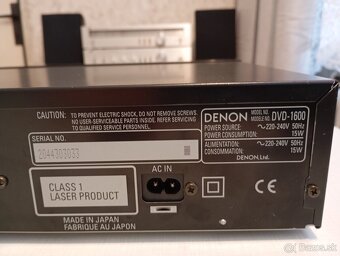 CAUTION: TO PREVENT ELECTRIC SHOCK, DO NOT REMOVE SCREWS
NO USER-SERVICEABLE PARTS INSIDE. REFER SERVICING TO QUALIFIED
SERVICE PERSONNEL.
SERIAL NO.
2044303033
CLASS 1
LASER PRODUCT
AC IN
CE
MADE IN JAPAN
FABRIQUE AU JAPON
DENON MODEL NO. DVD-1600
POWER SOURCE: ~220-240V 50Hz
POWER CONSUMPTION: 15W
ALIMENTATION: ~220-240V 50Hz
CONSOMMATION: 15W
DENON, Ltd.
bazos.sk